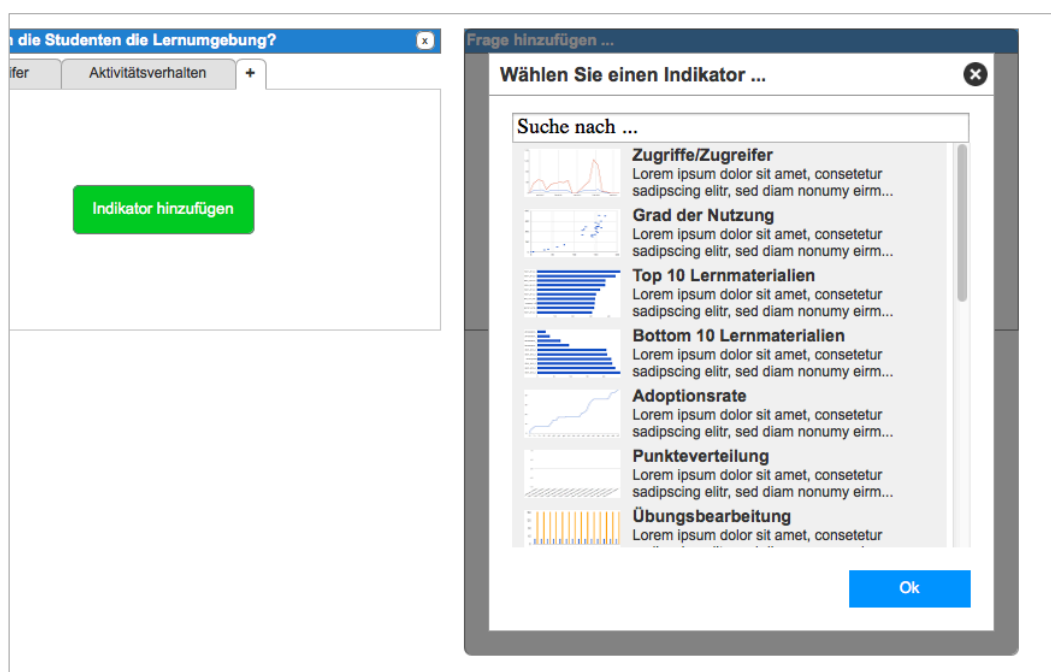 die Studenten die Lernumgebung?
x
ifer
Aktivitätsverhalten
+
Indikator hinzufügen
Frage hinzufügen ...
Wählen Sie einen Indikator ...
Suche nach ...
Zugriffe/Zugreifer
Lorem ipsum dolor sit amet, consetetur
sadipscing elitr, sed diam nonumy eirm...
Grad der Nutzung
Lorem ipsum dolor sit amet, consetetur
sadipscing elitr, sed diam nonumy eirm...
Top 10 Lernmaterialien
Lorem ipsum dolor sit amet, consetetur
sadipscing elitr, sed diam nonumy eirm...
Bottom 10 Lernmaterialien
Lorem ipsum dolor sit amet, consetetur
sadipscing elitr, sed diam nonumy eirm...
Adoptionsrate
Lorem ipsum dolor sit amet, consetetur
sadipscing elitr, sed diam nonumy eirm...
Punkteverteilung
Lorem ipsum dolor sit amet, consetetur
sadipscing elitr, sed diam nonumy eirm...
Übungsbearbeitung
Lorem ipsum dolor sit amet, consetetur
Ok